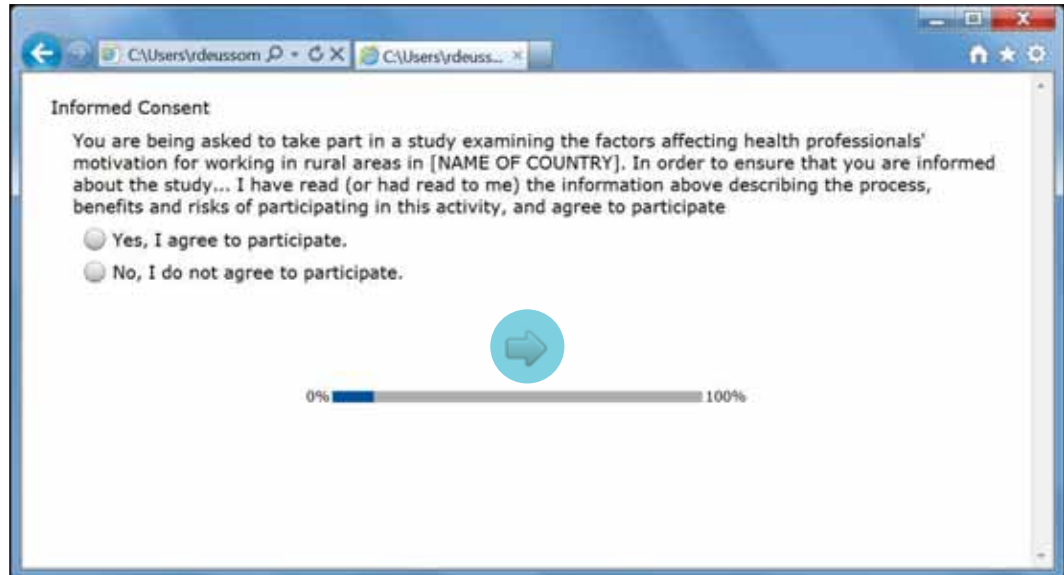 C:\Users\rdeussom
C:\Users\rdeuss...
Informed Consent
You are being asked to take part in a study examining the factors affecting health professionals'
motivation for working in rural areas in [NAME OF COUNTRY]. In order to ensure that you are informed
about the study... I have read (or had read to me) the information above describing the process,
benefits and risks of participating in this activity, and agree to participate
Yes, I agree to participate.
No, I do not agree to participate.
0% 100%